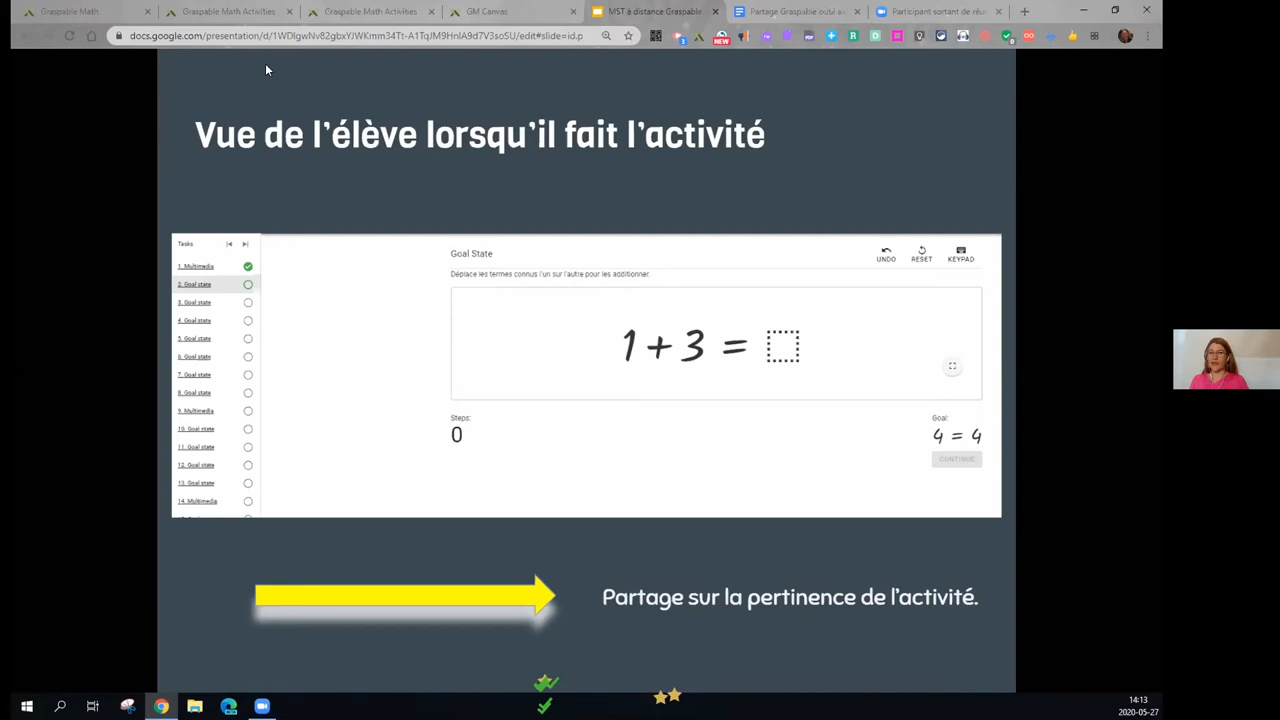 Graspable Math
Graspable Math Activities
Graspable Math Activities
GM Canvas
MST à distance Graspable
Partage Graspable outil
Participant sortant de réu
docs.google.com/presentation/d/1WDlgwNv8ZgbxYJWKmm34Tt-A1TqJM9HnlA9d7V3soSU/edit#slide=id.p
NEW
Vue de l'élève lorsqu'il fait l'activité
Tasks
1. Multimedia
2. Goal state
3. Goal state
4. Goal state
5. Goal state
6. Goal state
7. Goal state
8. Goal state
9. Multimedia
10. Goal state
11. Goal state
12. Goal state
13. Goal state
14. Multimedia
Goal State
UNDO
RESET
KEYPAD
Déplace les termes connus l'un sur l'autre pour les additionner.
1 + 3 =
Steps:
0
Goal:
4 = 4
CONTINUE
Partage sur la pertinence de l'activité.
14:13
2020-05-27